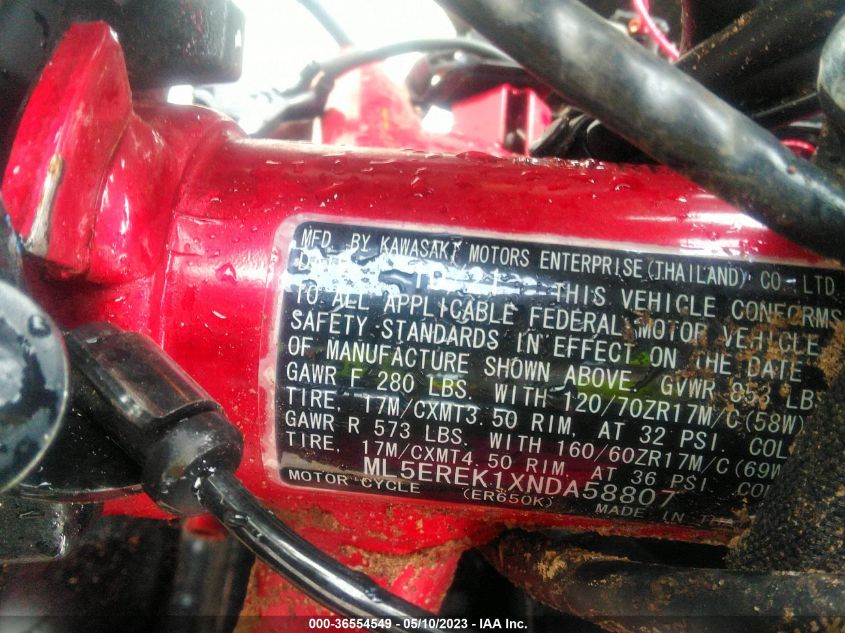 MFD. BY KAWASAKI MOTORS ENTERPRISE(THAILAND) CO. LTD.
THIS VEHICLE CONFORMS
TO ALL APPLICABLE FEDERAL MOTOR VEHICLE
SAFETY STANDARDS IN EFFECT ON THE DATE
OF MANUFACTURE SHOWN ABOVE. GVWR 853 LBS
GAWR F 280 LBS. WITH 120/70ZR17M/C(58W)
TIRE, 17M/CXMT3.50 RIM, AT 32 PSI. COL
GAWR R 573 LBS. WITH 160/60ZR17M/C(69W
TIRE, 17M/CXMT4.50 RIM, AT 36 PSI. COL
ML5EREK1XNDA58807
MOTOR CYCLE (ER650K) MADE IN
000-36554549 — 05/10/2023 — IAA Inc.